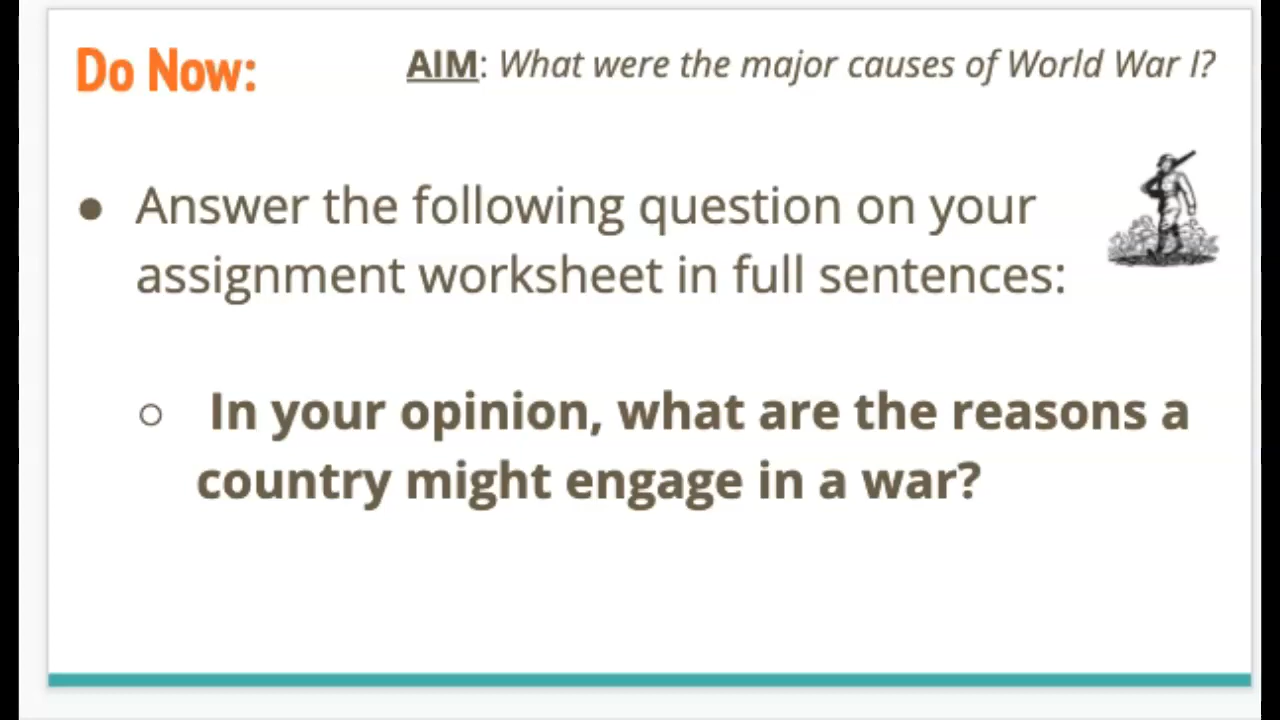 Do Now:
AIM: What were the major causes of World War I?
● Answer the following question on your
assignment worksheet in full sentences:
○ In your opinion, what are the reasons a
country might engage in a war?